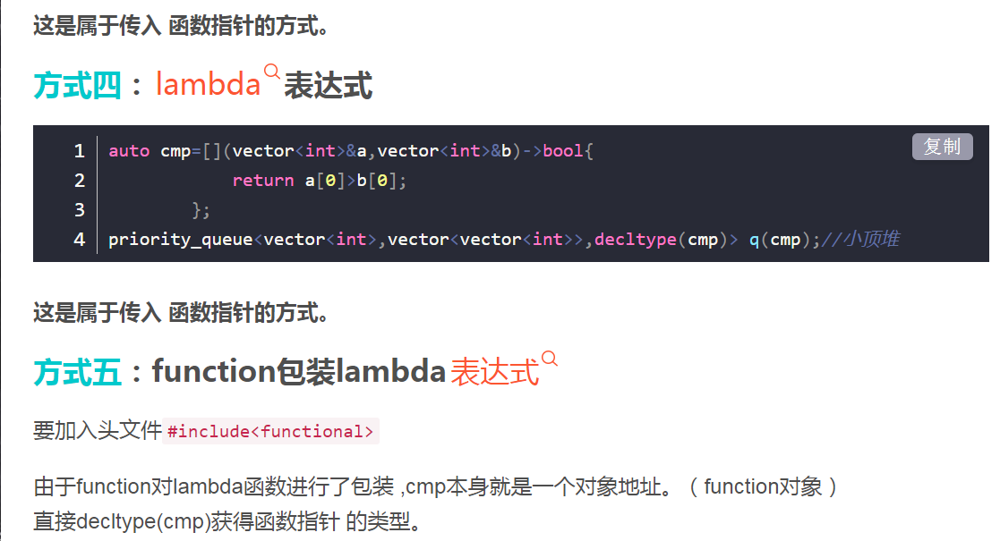 这是属于传入 函数指针的方式。
方式四：lambda表达式
复制
1 auto cmp=[](vector<int>&a,vector<int>&b)->bool{
2 return a[0]>b[0];
3 };
4 priority_queue<vector<int>,vector<vector<int>>,decltype(cmp)> q(cmp);//小顶堆
这是属于传入 函数指针的方式。
方式五：function包装lambda表达式
要加入头文件 #include<functional>
由于function对lambda函数进行了包装 ,cmp本身就是一个对象地址。（function对象）
直接decltype(cmp)获得函数指针 的类型。